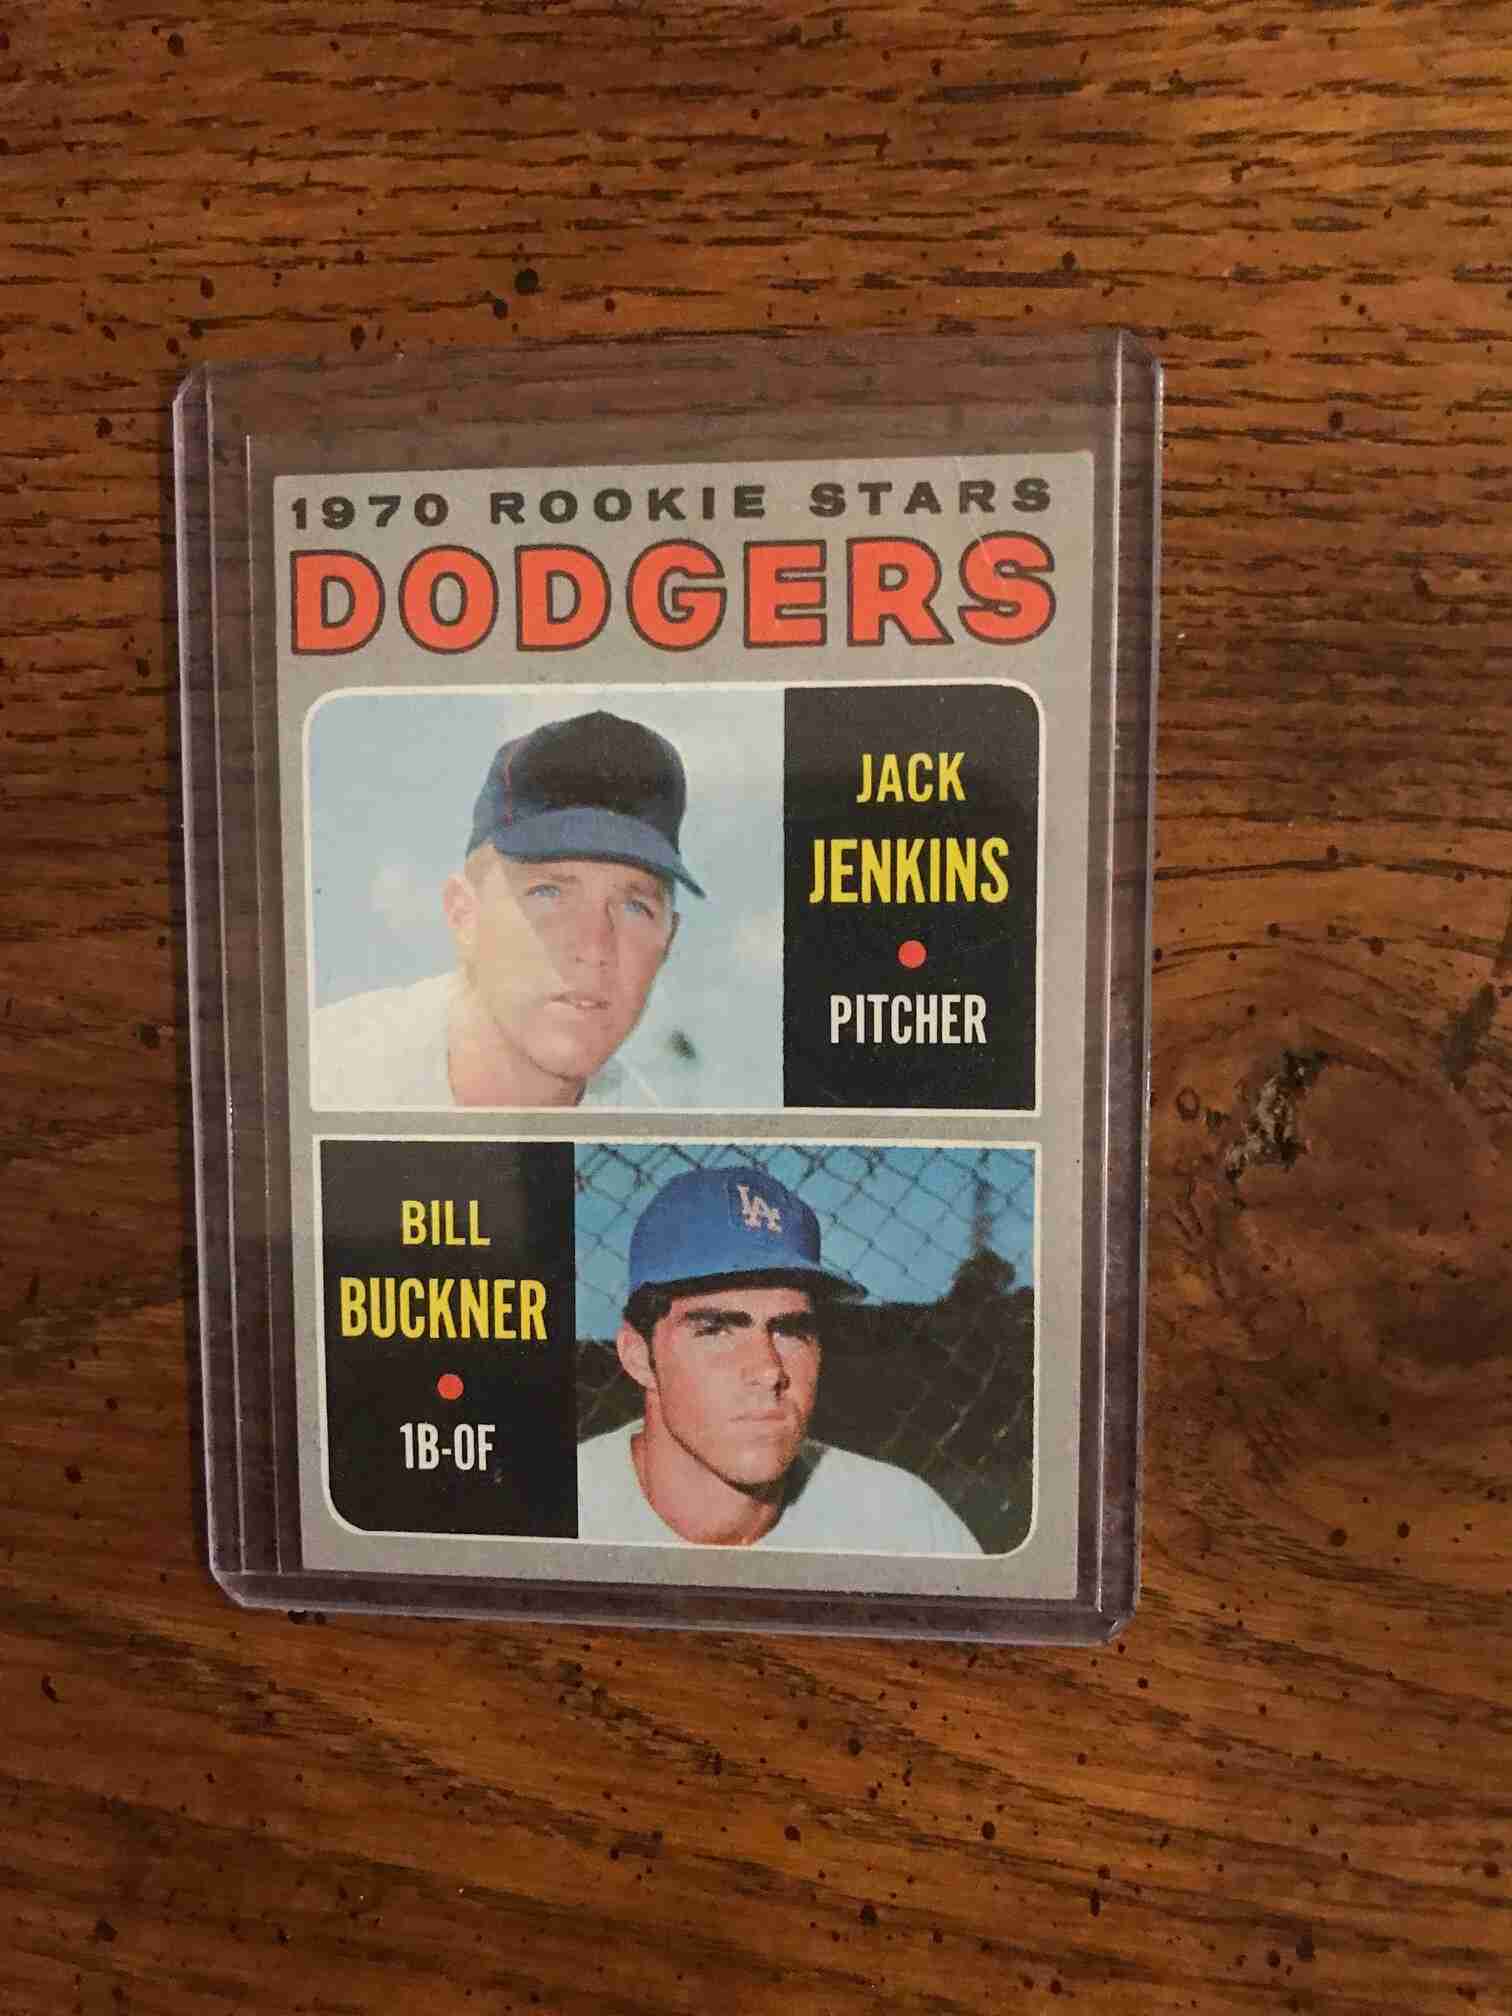 1970 ROOKIE STARS
DODGERS
JACK
JENKINS
PITCHER
BILL
BUCKNER
1B-OF
LA